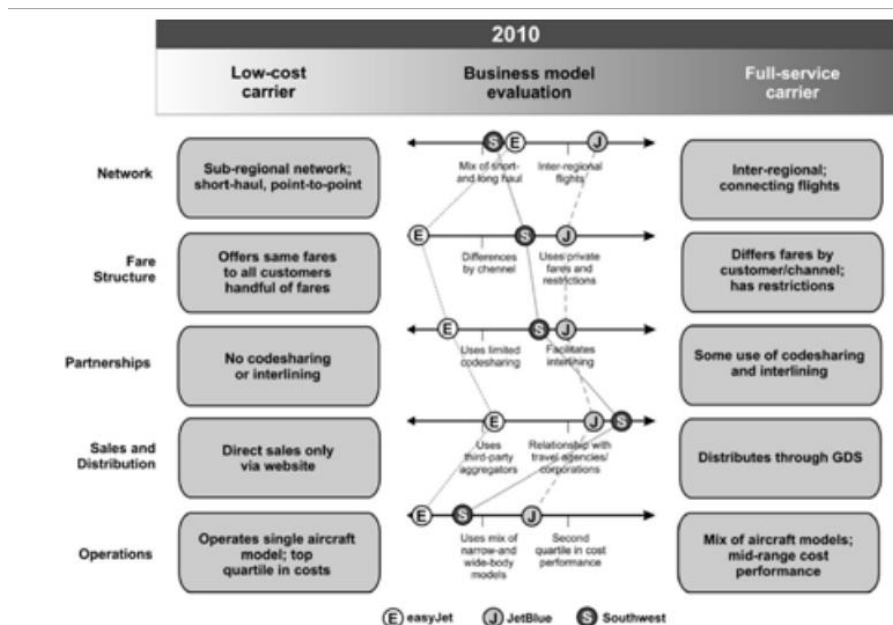 2010
Low-cost
carrier
Business model
evaluation
Full-service
carrier
Network
Sub-regional network;
short-haul, point-to-point
S E J
Mix of short-
and long haul
Inter-regional
flights
Inter-regional;
connecting flights
Fare
Structure
Offers same fares
to all customers
handful of fares
E S J
Differences
by channel
Uses private
fares and
restrictions
Differs fares by
customer/channel;
has restrictions
Partnerships
No codesharing
or interlining
E S J
Uses limited
codesharing
Facilitates
interlining
Some use of codesharing
and interlining
Sales and
Distribution
Direct sales only
via website
E J S
Uses
third-party
aggregators
Relationship with
travel agencies/
corporations
Distributes through GDS
Operations
Operates single aircraft
model; top
quartile in costs
E S J
Uses mix of
narrow-and
wide-body
models
Second
quartile in cost
performance
Mix of aircraft models;
mid-range cost
performance
E easyJet J JetBlue S Southwest